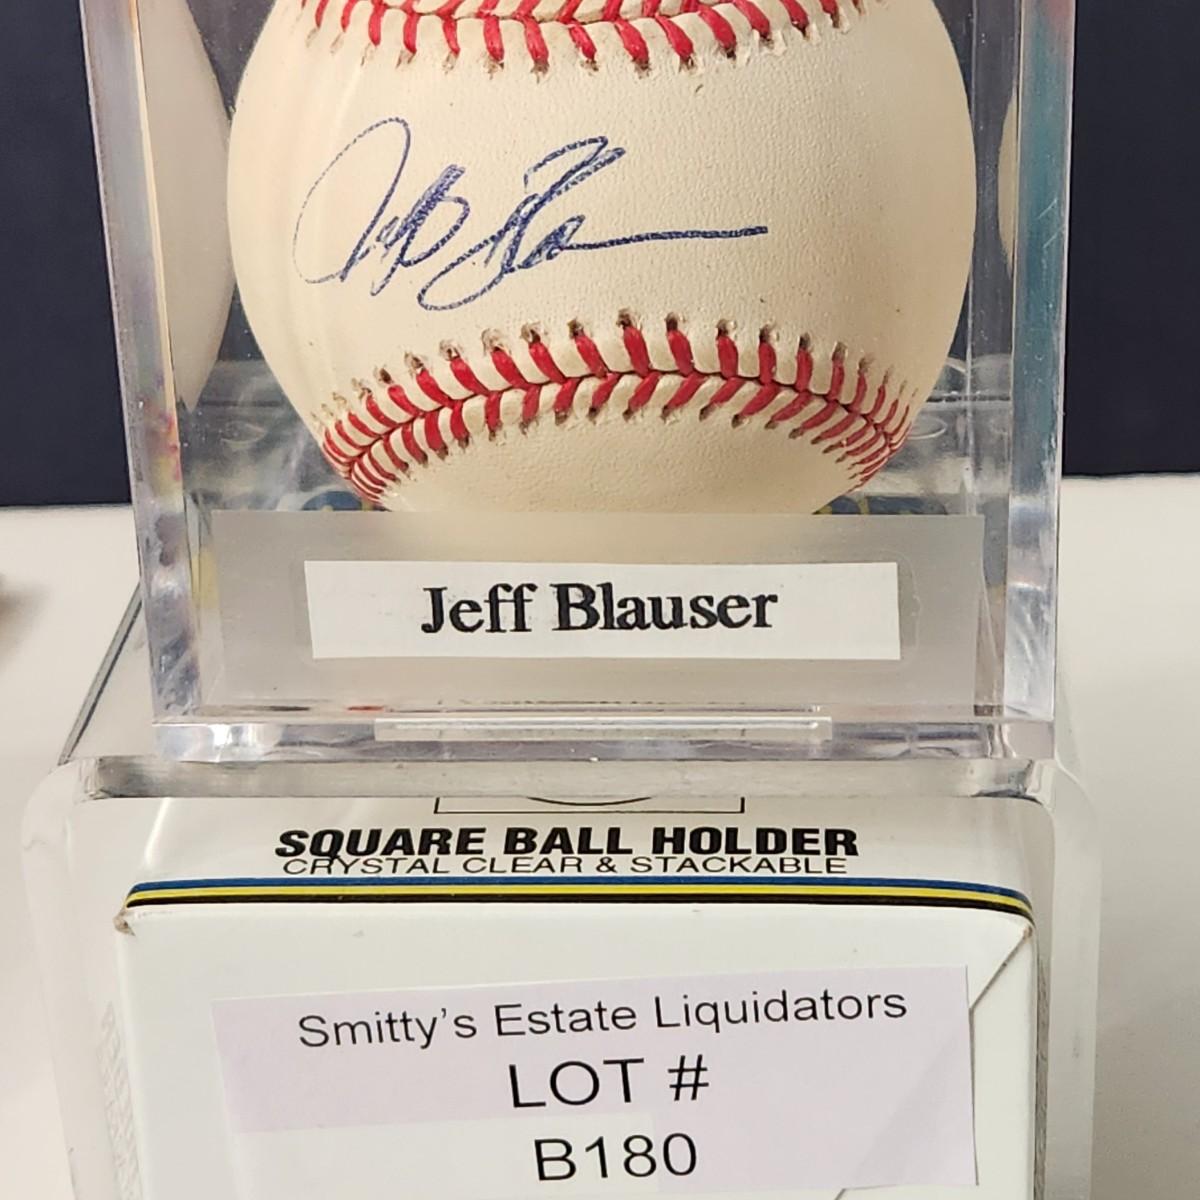 Jeff Blauser
SQUARE BALL HOLDER
CRYSTAL CLEAR & STACKABLE
Smitty's Estate Liquidators
LOT #
B180